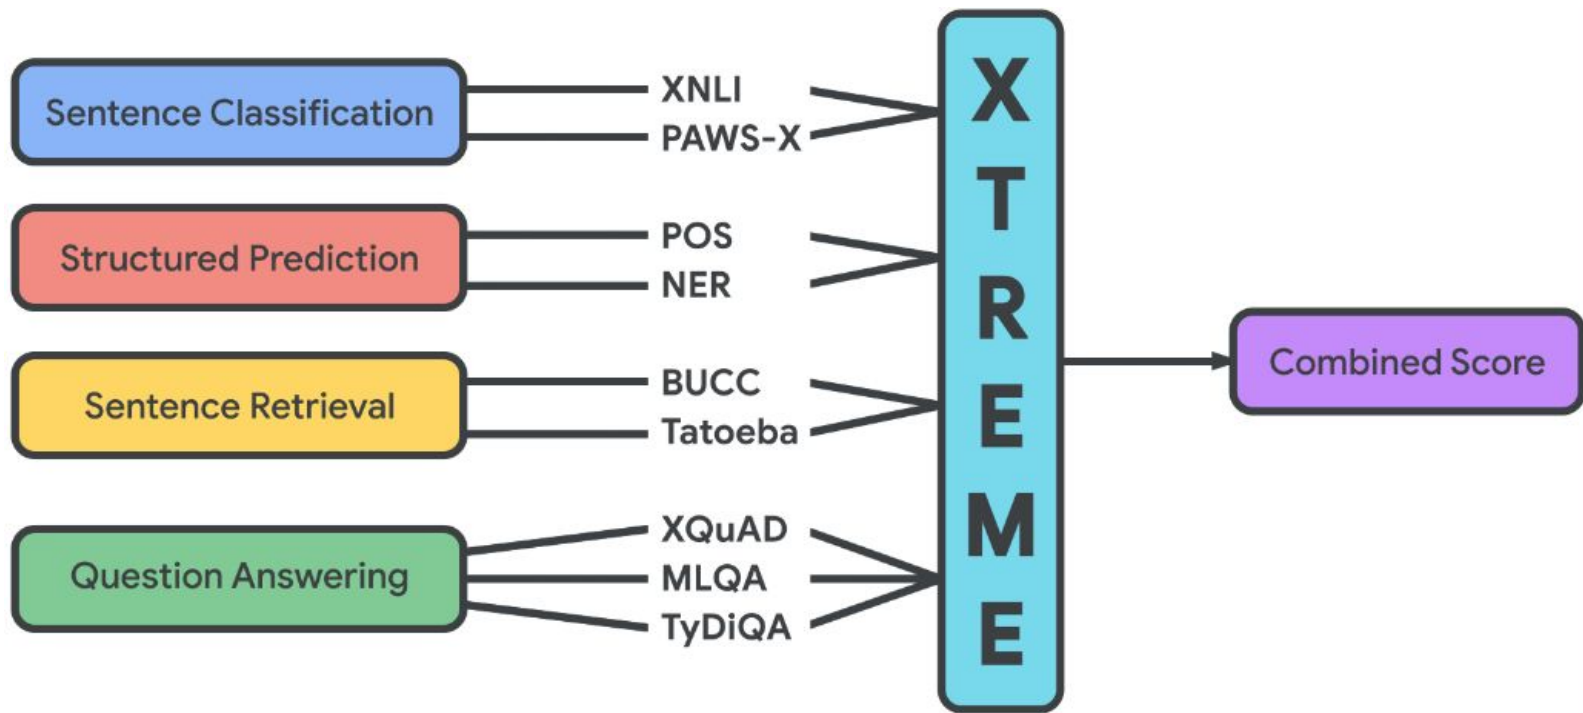 Sentence Classification
XNLI
PAWS-X
Structured Prediction
POS
NER
Sentence Retrieval
BUCC
Tatoeba
Question Answering
XQuAD
MLQA
TyDiQA
X
T
R
E
M
E
Combined Score